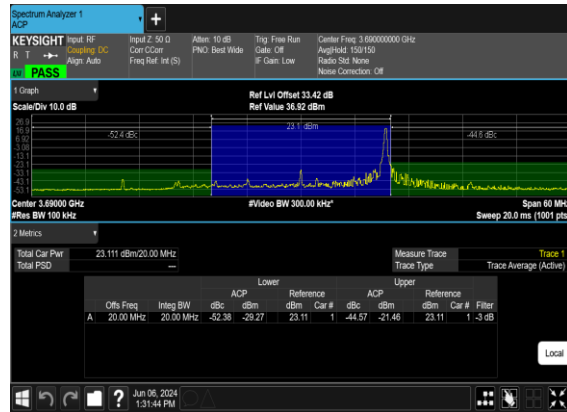 Spectrum Analyzer 1
ACP
+
KEYSIGHT Input: RF Input Z: 50 Ω Atten: 10 dB Trig: Free Run Center Freq: 3.690000000 GHz
R T Coupling: DC Corr CCorr PNO: Best Wide Gate: Off Avg|Hold: 150/150
Align: Auto Freq Ref: Int (S) IF Gain: Low Radio Std: None
PASS Noise Correction: Off
1 Graph Ref Lvl Offset 33.42 dB
Scale/Div 10.0 dB Ref Value 36.92 dBm
26.9
16.9 -52.4 dBc 23.1 dBm -44.6 dBc
6.92
-3.08
-13.1
-23.1
-33.1
-43.1
-53.1
Center 3.69000 GHz #Video BW 300.00 kHz* Span 60 MHz
#Res BW 100 kHz Sweep 20.0 ms (1001 pts)
2 Metrics
Total Car Pwr 23.111 dBm/20.00 MHz Measure Trace Trace 1
Total PSD --- Trace Type Trace Average (Active)
Lower Upper
ACP Reference ACP Reference
Offs Freq Integ BW dBc dBm dBm Car # dBc dBm dBm Car # Filter
A 20.00 MHz 20.00 MHz -52.38 -29.27 23.11 1 -44.57 -21.46 23.11 1 -3 dB
Local
? Jun 06, 2024
1:31:44 PM